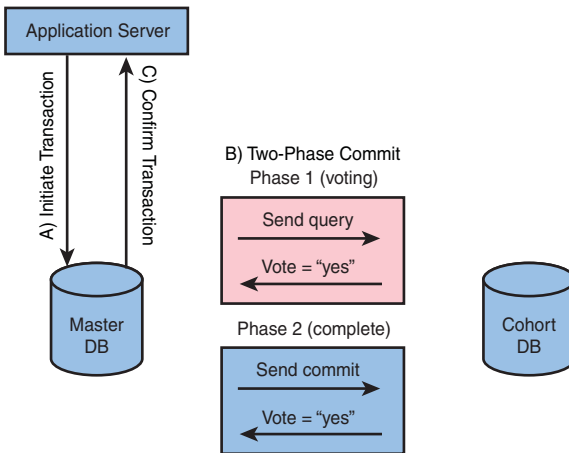 Application Server
A) Initiate Transaction
C) Confirm Transaction
B) Two-Phase Commit
Phase 1 (voting)
Send query
Vote = “yes”
Master
DB
Cohort
DB
Phase 2 (complete)
Send commit
Vote = “yes”